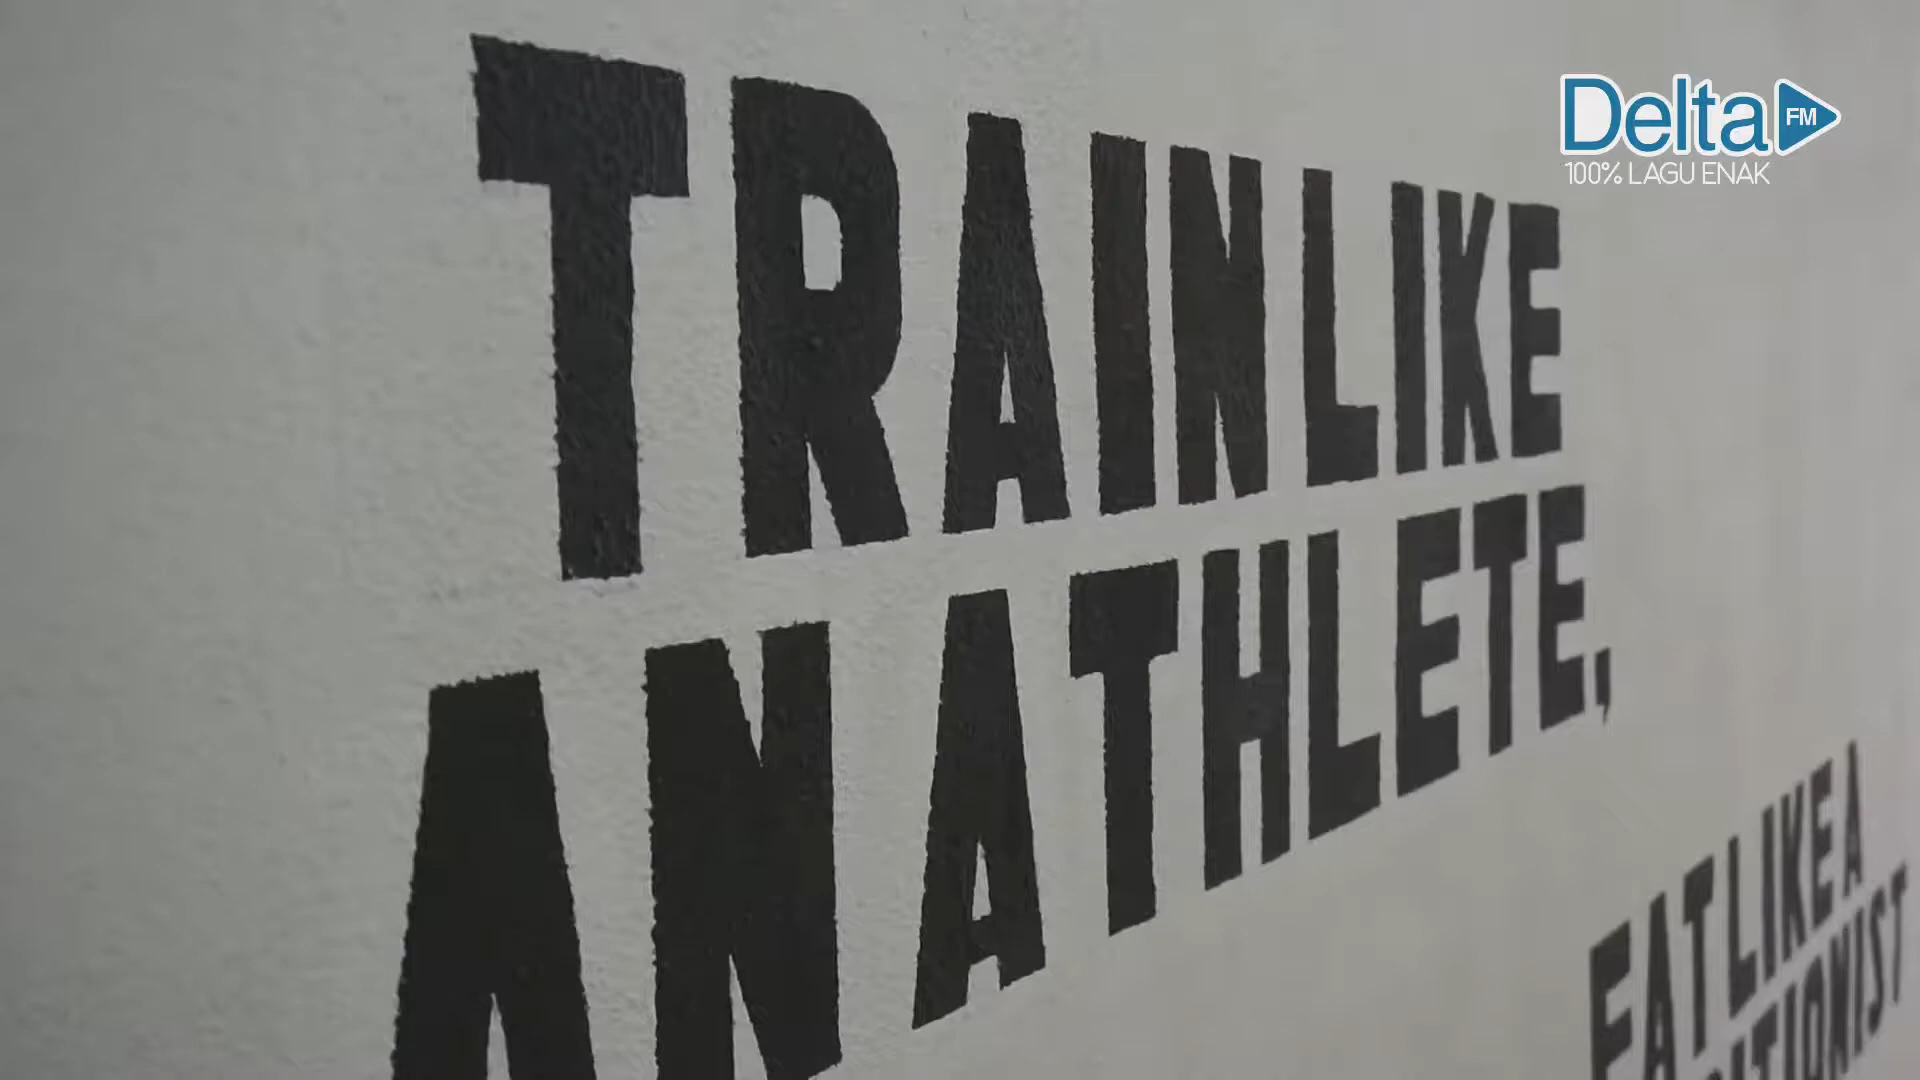 Delta FM
100% LAGU ENAK
TRAIN LIKE
AN ATHLETE,
EAT LIKE A